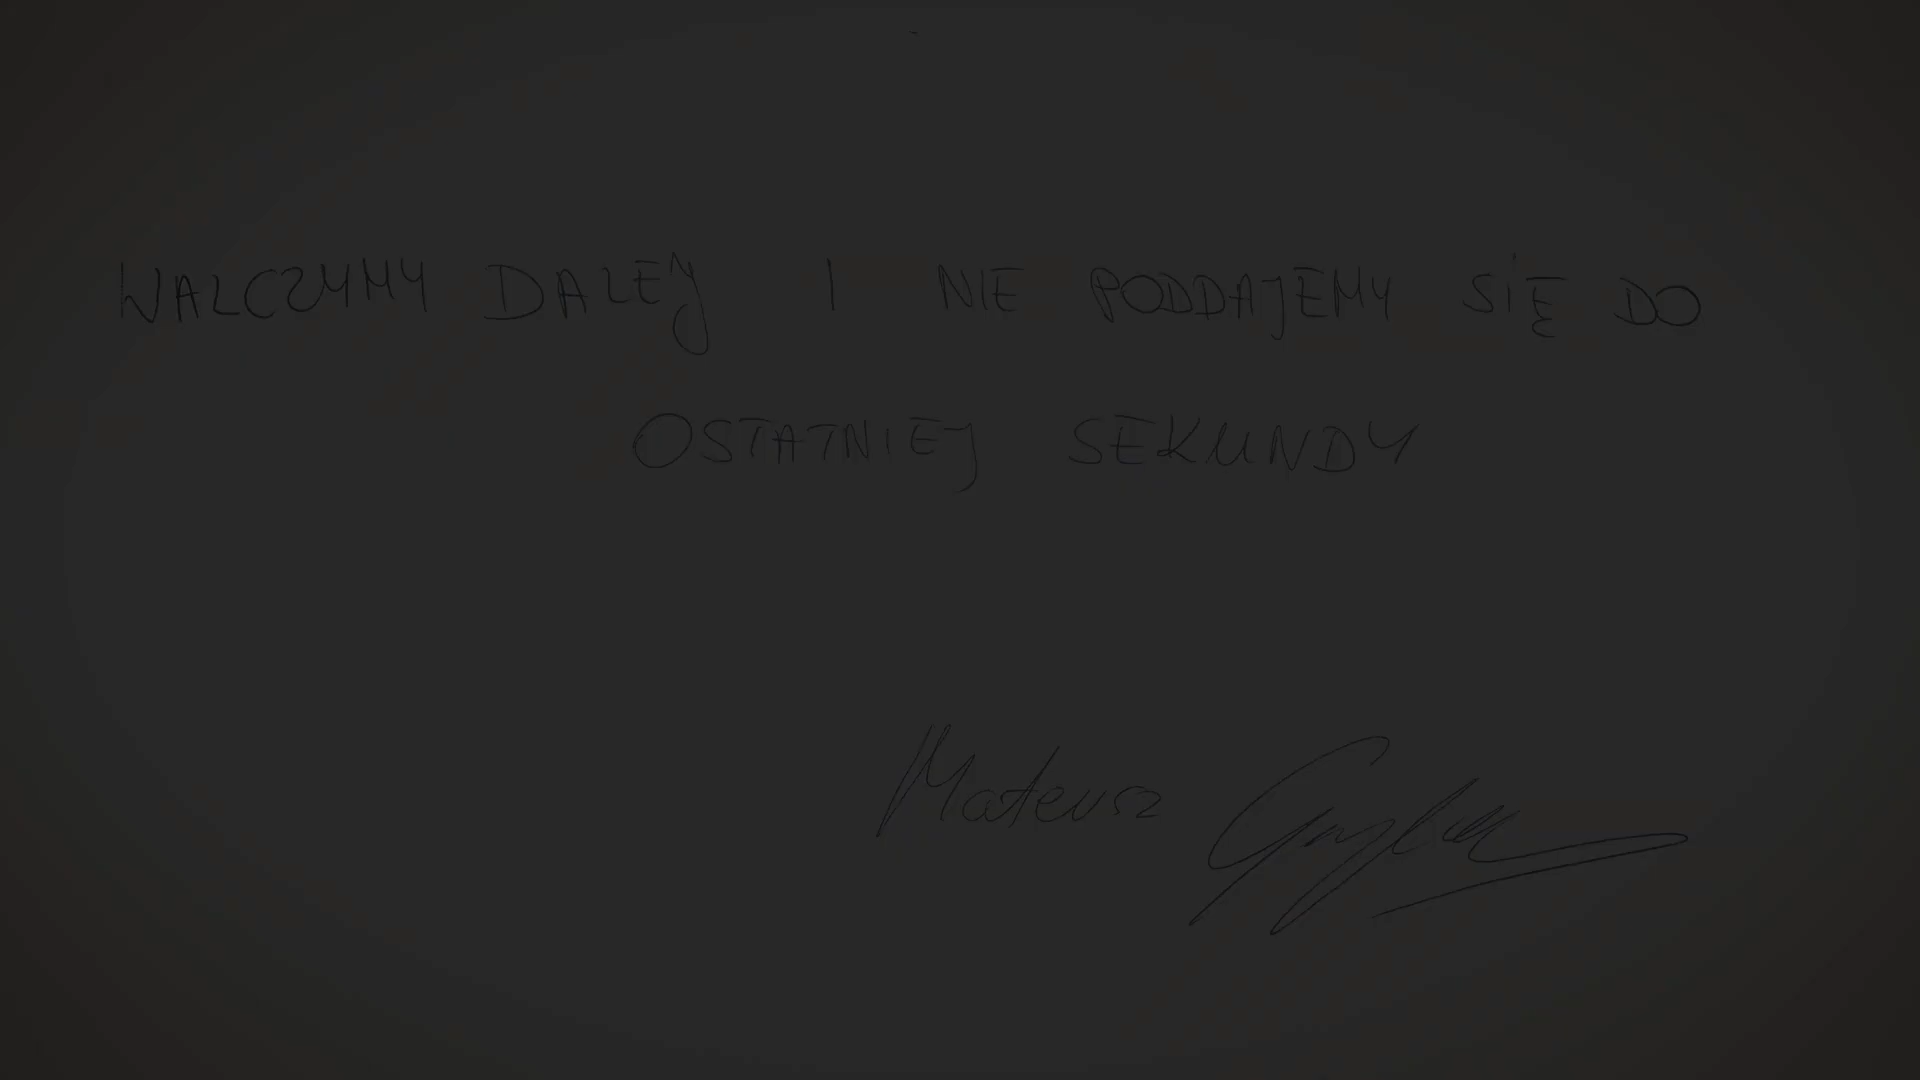 WALCZYMY DALEJ I NIE PODDAJEMY SIĘ DO
OSTATNIEJ SEKUNDY
Mateusz